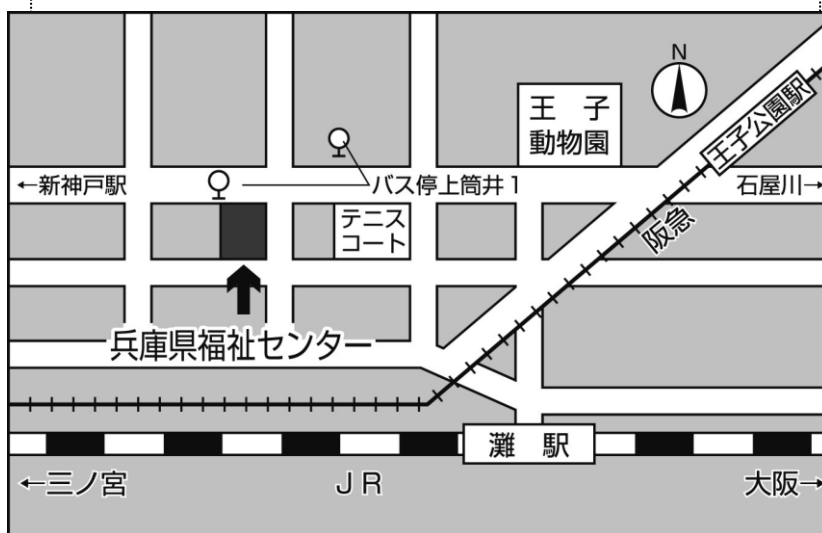 N
王子
動物園
王子公園駅
←新神戸駅
バス停上筒井1
石屋川→
テニス
コート
阪急
兵庫県福祉センター
灘駅
←三ノ宮
JR
大阪→